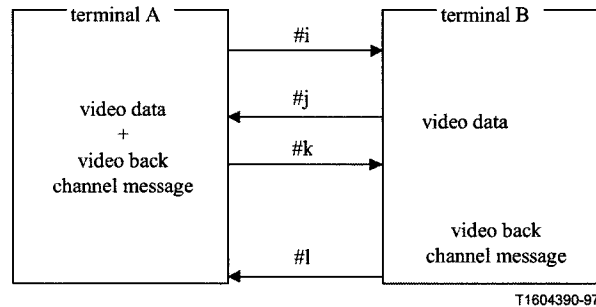 terminal A
terminal B
#i
#j
video data
+
video back
channel message
video data
#k
video back
channel message
#l
T1604390-97